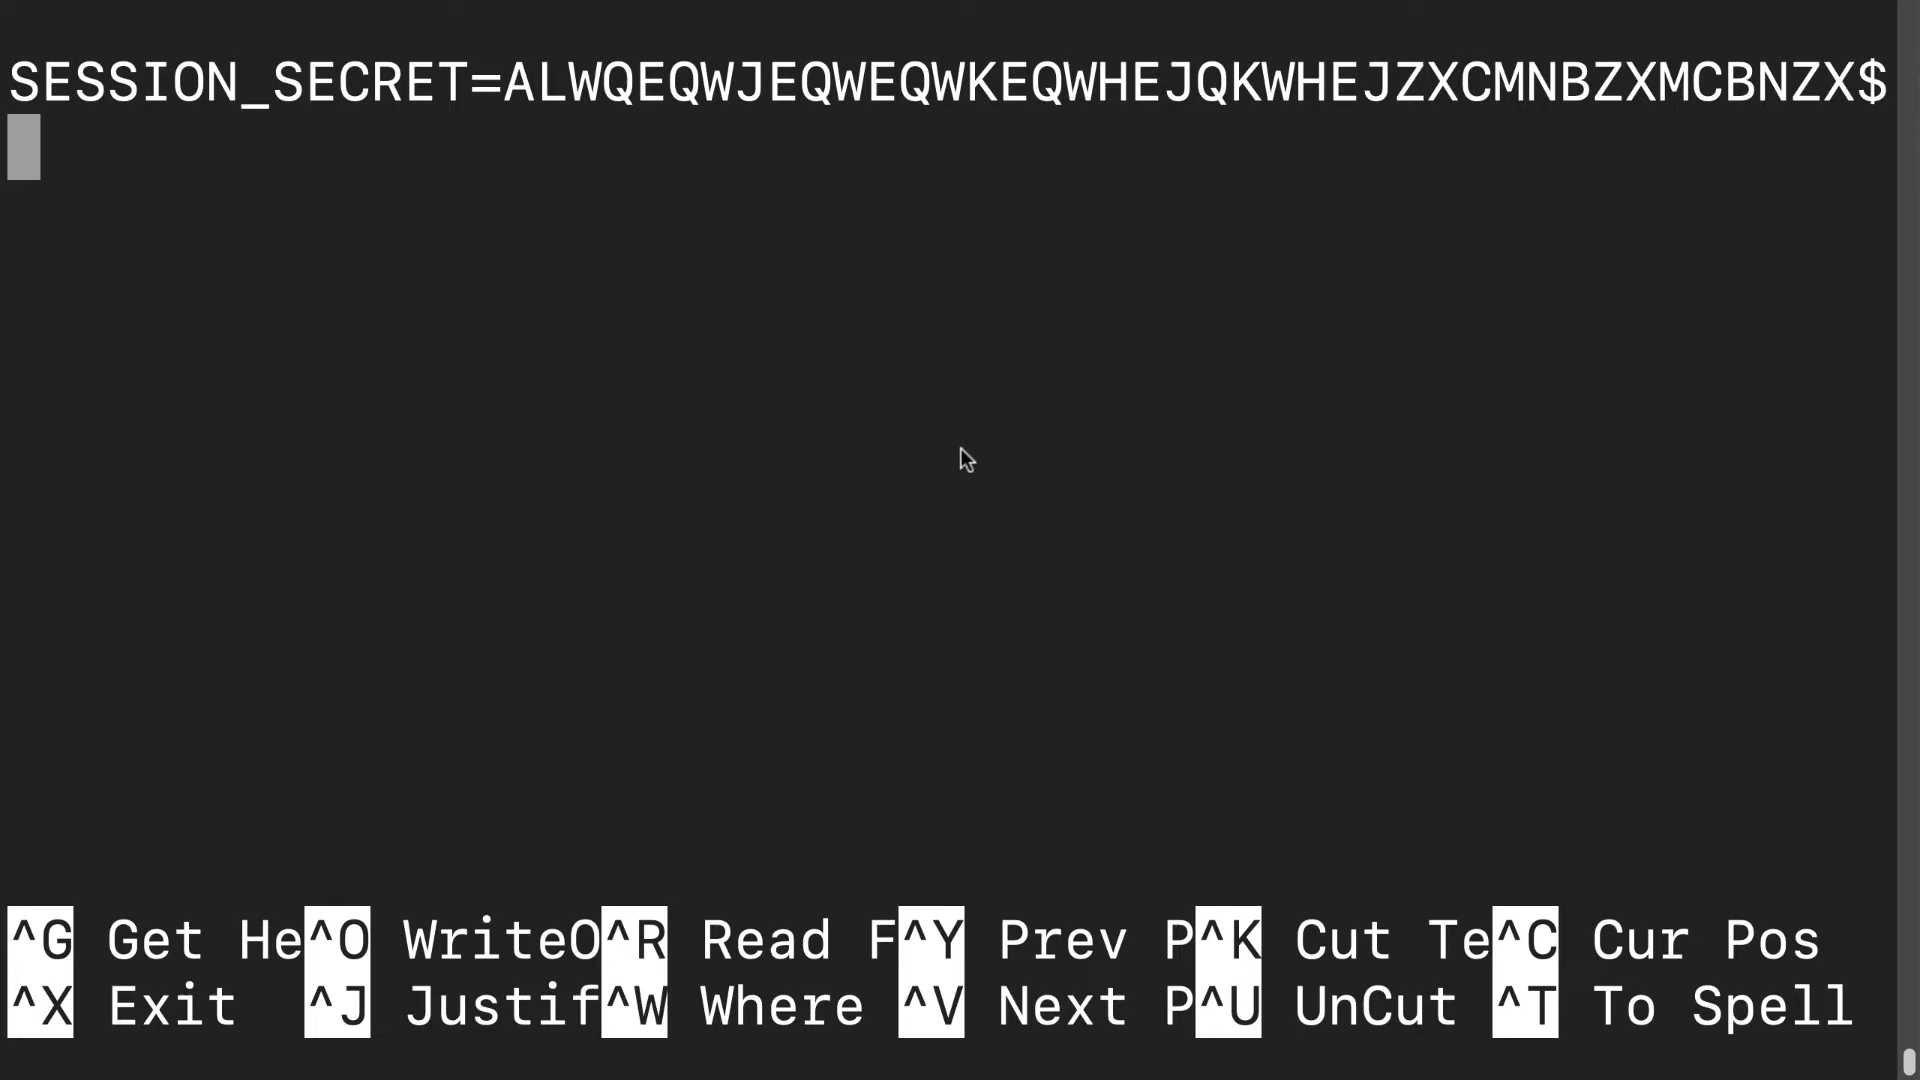 SESSION_SECRET=ALWQEQWJEQWEQWKEQWHEJQKWHEJZXCMNBZXMCBNZX$
^G Get He^O WriteO^R Read F^Y Prev P^K Cut Te^C Cur Pos
^X Exit ^J Justif^W Where ^V Next P^U UnCut ^T To Spell